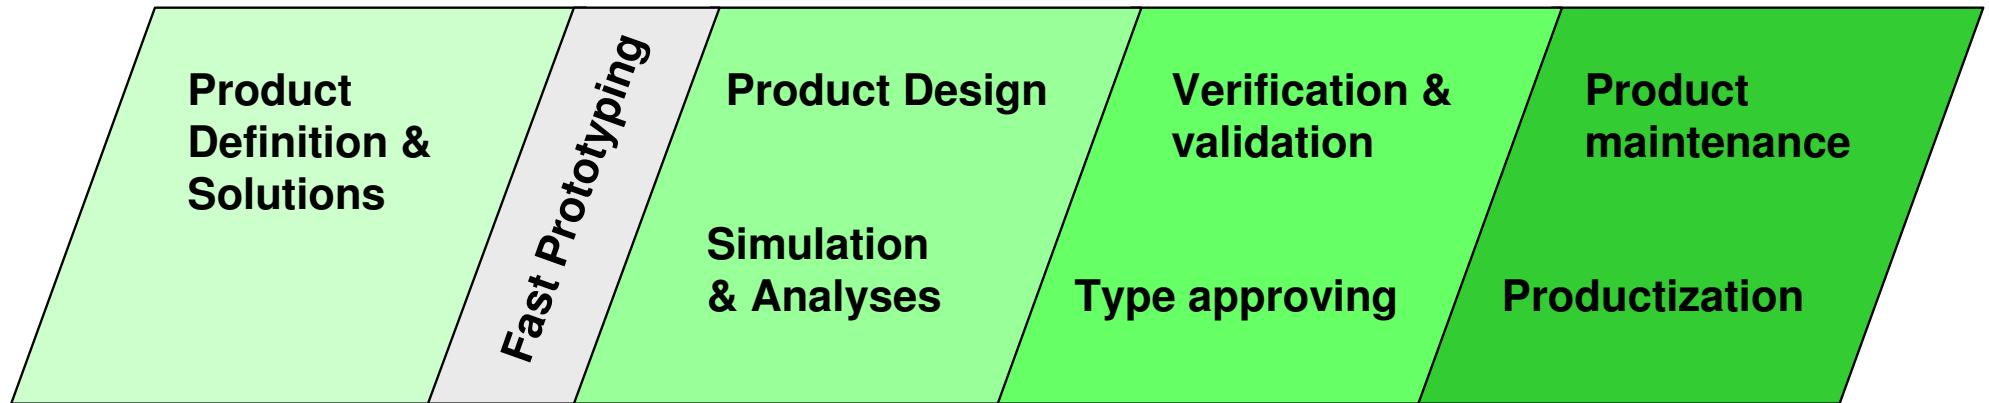 Product
Definition &
Solutions
Fast Prototyping
Product Design
Simulation
& Analyses
Verification &
validation
Type approving
Product
maintenance
Productization